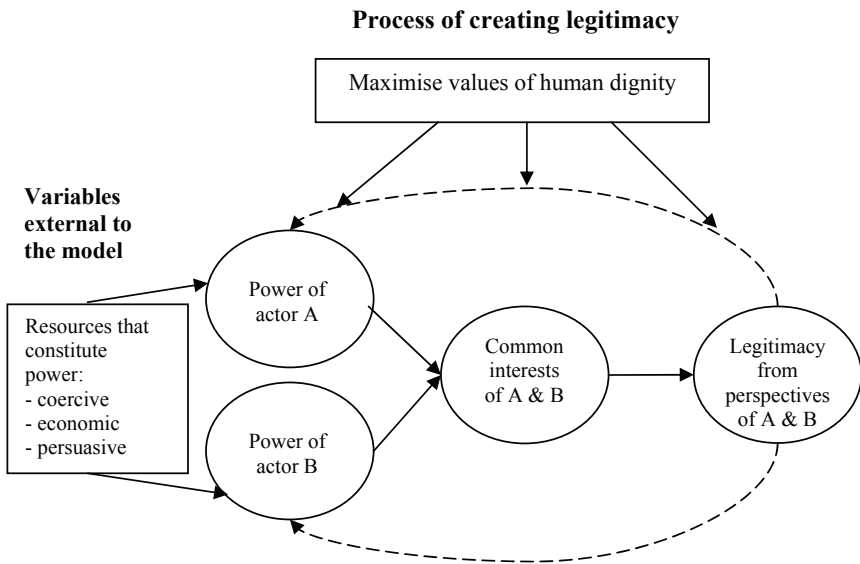 Process of creating legitimacy
Maximise values of human dignity
Variables
external to
the model
Resources that
constitute
power:
- coercive
- economic
- persuasive
Power of
actor A
Power of
actor B
Common
interests
of A & B
Legitimacy
from
perspectives
of A & B